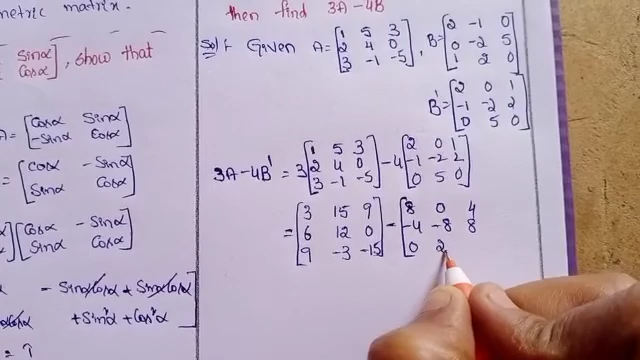 metric matrix.
Sinα
Cosα], show that
A = [Cosα Sinα
-Sinα Cosα]
= [Cosα -Sinα
Sinα Cosα]
[Cosα -Sinα
Sinα Cosα]
- Sinαcosα + Sinαcosα
+ Sin²α + Cos²α
= I
then find 3A-4B'
Sol: Given A = [1 5 3
2 4 0
3 -1 -5], B = [2 -1 0
0 -2 5
1 2 0]
B' = [2 0 1
-1 -2 2
0 5 0]
3A-4B' = 3[1 5 3
2 4 0
3 -1 -5] - 4[2 0 1
-1 -2 2
0 5 0]
= [3 15 9
6 12 0
9 -3 -15] - [8 0 4
-4 -8 8
0 2